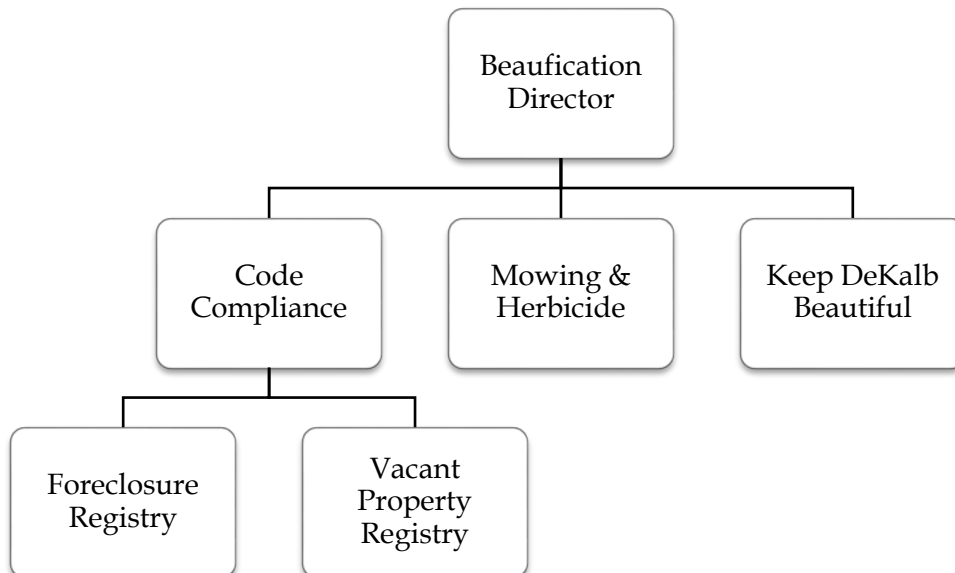 Beaufication
Director
Code
Compliance
Mowing &
Herbicide
Keep DeKalb
Beautiful
Foreclosure
Registry
Vacant
Property
Registry